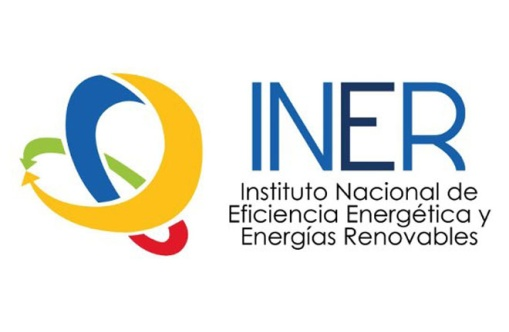 INER
Instituto Nacional de
Eficiencia Energética y
Energías Renovables